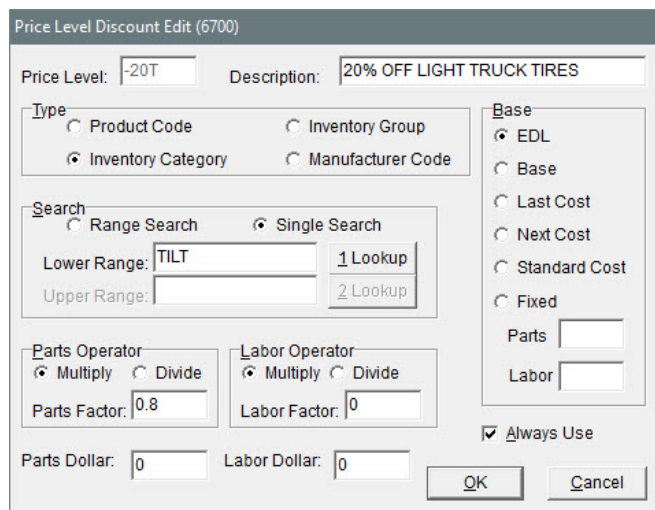 Price Level Discount Edit (6700)
Price Level: -20T Description: 20% OFF LIGHT TRUCK TIRES
Type
Product Code Inventory Group
Inventory Category Manufacturer Code
Base
EDL
Base
Last Cost
Next Cost
Standard Cost
Fixed
Parts
Labor
Search
Range Search Single Search
Lower Range: TILT 1 Lookup
Upper Range: 2 Lookup
Parts Operator
Multiply Divide
Parts Factor: 0.8
Labor Operator
Multiply Divide
Labor Factor: 0
Always Use
Parts Dollar: 0 Labor Dollar: 0
OK Cancel